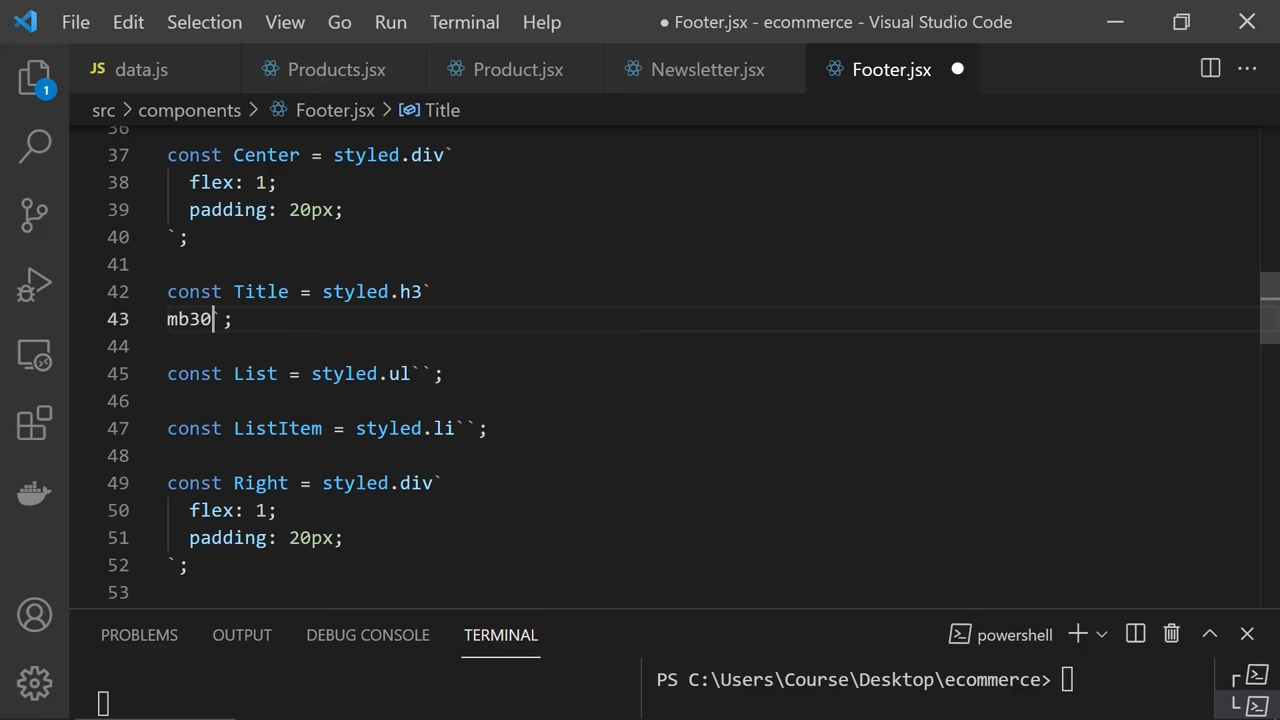 File Edit Selection View Go Run Terminal Help ● Footer.jsx - ecommerce - Visual Studio Code
JS data.js Products.jsx Product.jsx Newsletter.jsx Footer.jsx
src > components > Footer.jsx > Title
1
36
37 const Center = styled.div`
38 flex: 1;
39 padding: 20px;
40 `;
41
42 const Title = styled.h3`
43 mb30`;
44
45 const List = styled.ul``;
46
47 const ListItem = styled.li``;
48
49 const Right = styled.div`
50 flex: 1;
51 padding: 20px;
52 `;
53
PROBLEMS OUTPUT DEBUG CONSOLE TERMINAL powershell
PS C:\Users\Course\Desktop\ecommerce>